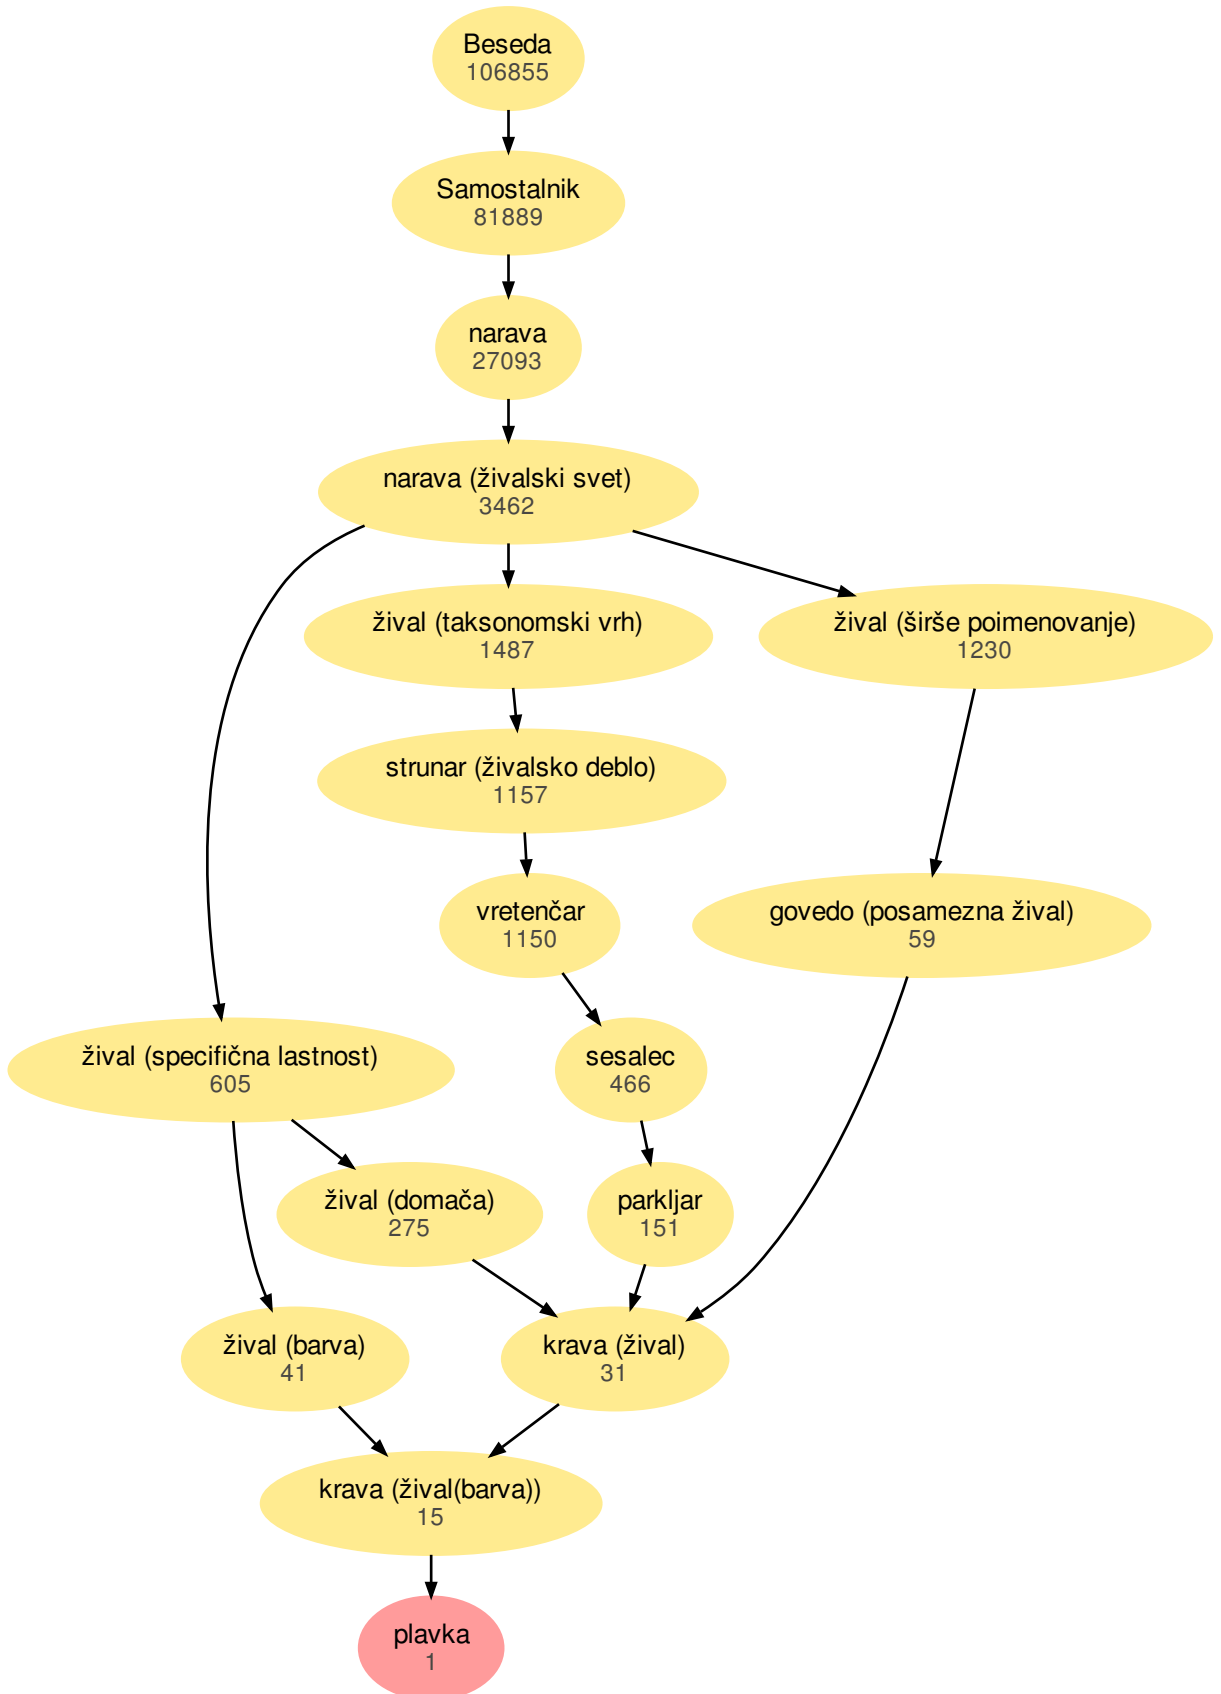 Beseda
106855
Samostalnik
81889
narava
27093
narava (živalski svet)
3462
žival (taksonomski vrh)
1487
žival (širše poimenovanje)
1230
strunar (živalsko deblo)
1157
vretenčar
1150
govedo (posamezna žival)
59
žival (specifična lastnost)
605
sesalec
466
žival (domača)
275
parkljar
151
žival (barva)
41
krava (žival)
31
krava (žival(barva))
15
plavka
1